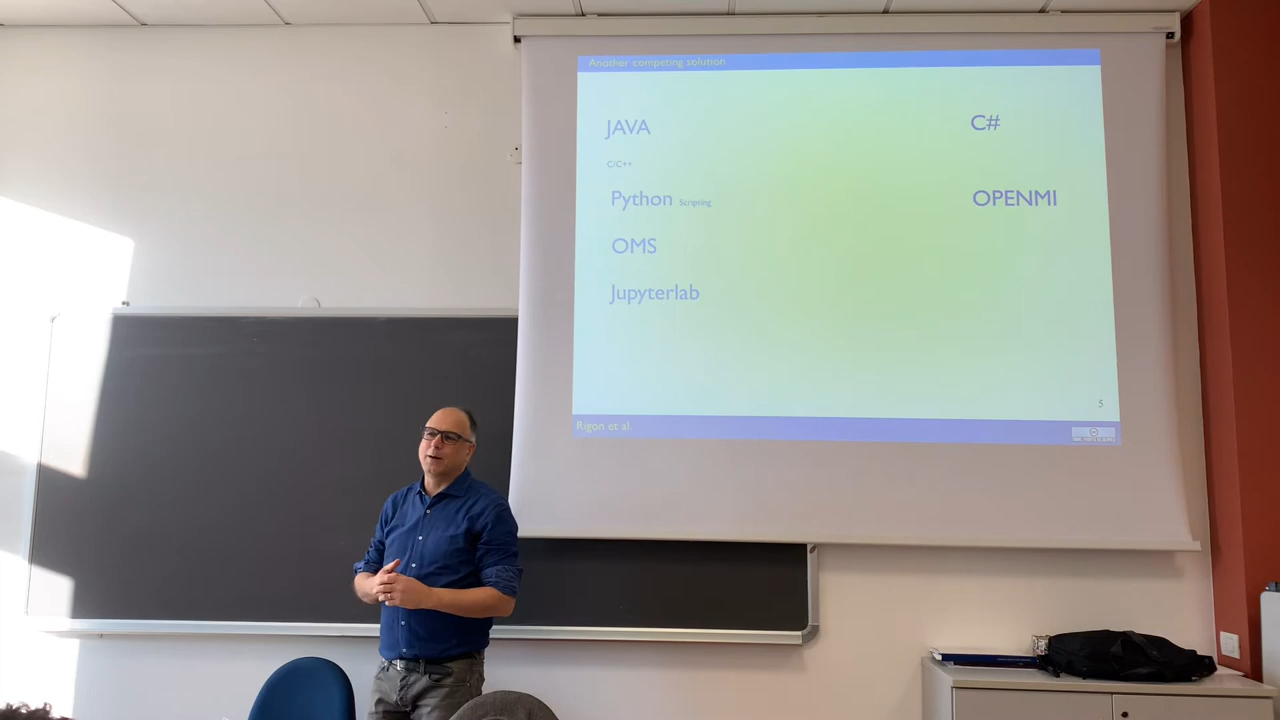 Another competing solution
JAVA
C#
C/C++
Python Scripting
OPENMI
OMS
Jupyterlab
5
Rigon et al.